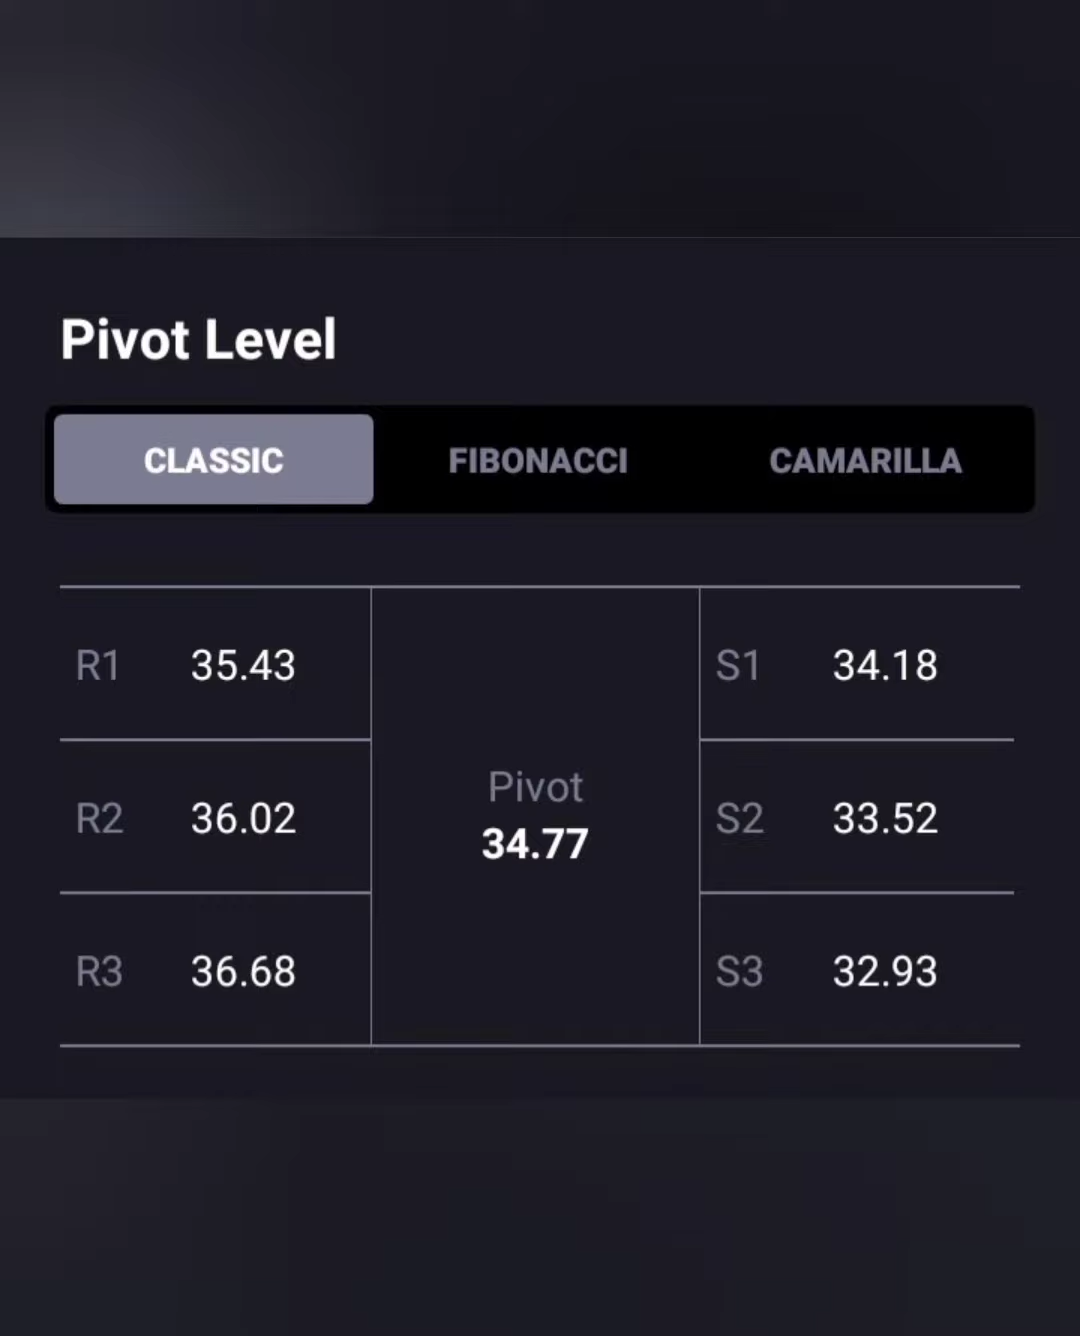 Pivot Level
CLASSIC FIBONACCI CAMARILLA
R1 35.43
R2 36.02
R3 36.68
Pivot
34.77
S1 34.18
S2 33.52
S3 32.93